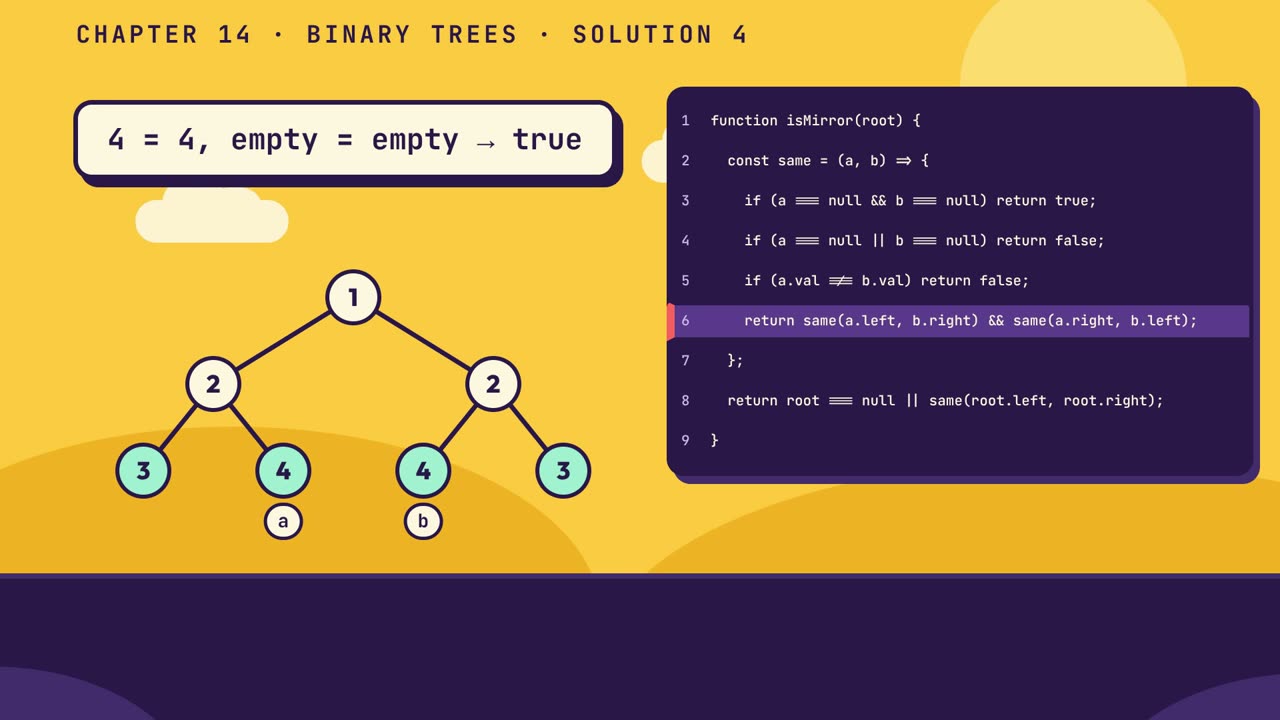 CHAPTER 14 · BINARY TREES · SOLUTION 4
4 = 4, empty = empty → true
1
2 2
3 4 4 3
a b
1 function isMirror(root) {
2 const same = (a, b) => {
3 if (a === null && b === null) return true;
4 if (a === null || b === null) return false;
5 if (a.val !== b.val) return false;
6 return same(a.left, b.right) && same(a.right, b.left);
7 };
8 return root === null || same(root.left, root.right);
9 }